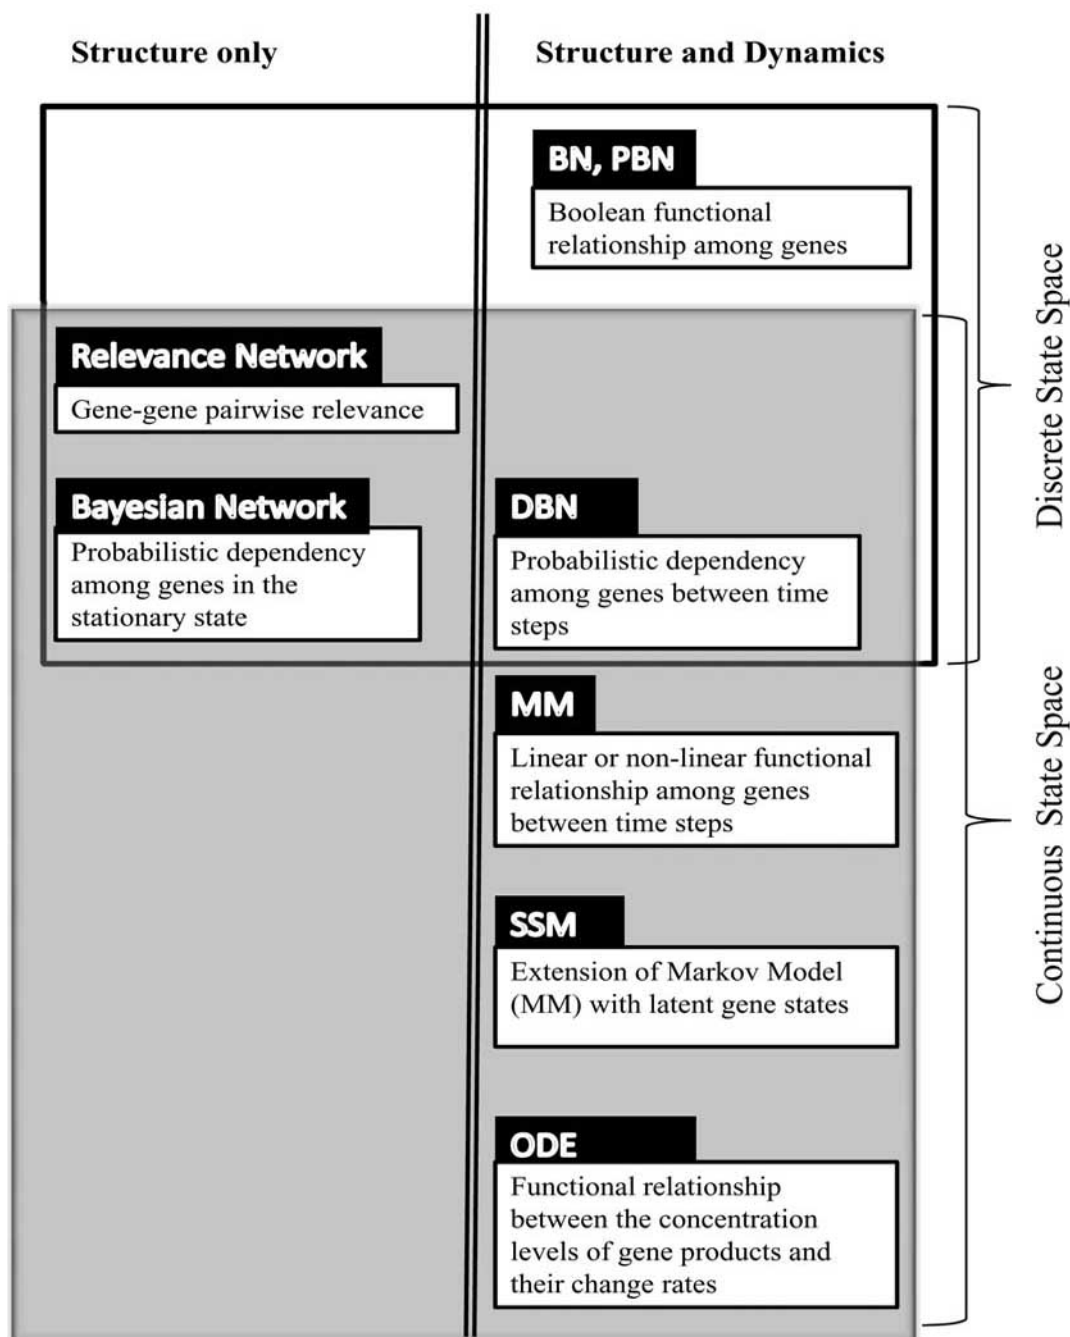 Structure only
Structure and Dynamics
BN, PBN
Boolean functional
relationship among genes
Relevance Network
Gene-gene pairwise relevance
Bayesian Network
Probabilistic dependency
among genes in the
stationary state
DBN
Probabilistic dependency
among genes between time
steps
MM
Linear or non-linear functional
relationship among genes
between time steps
SSM
Extension of Markov Model
(MM) with latent gene states
ODE
Functional relationship
between the concentration
levels of gene products and
their change rates
Discrete State Space
Continuous State Space